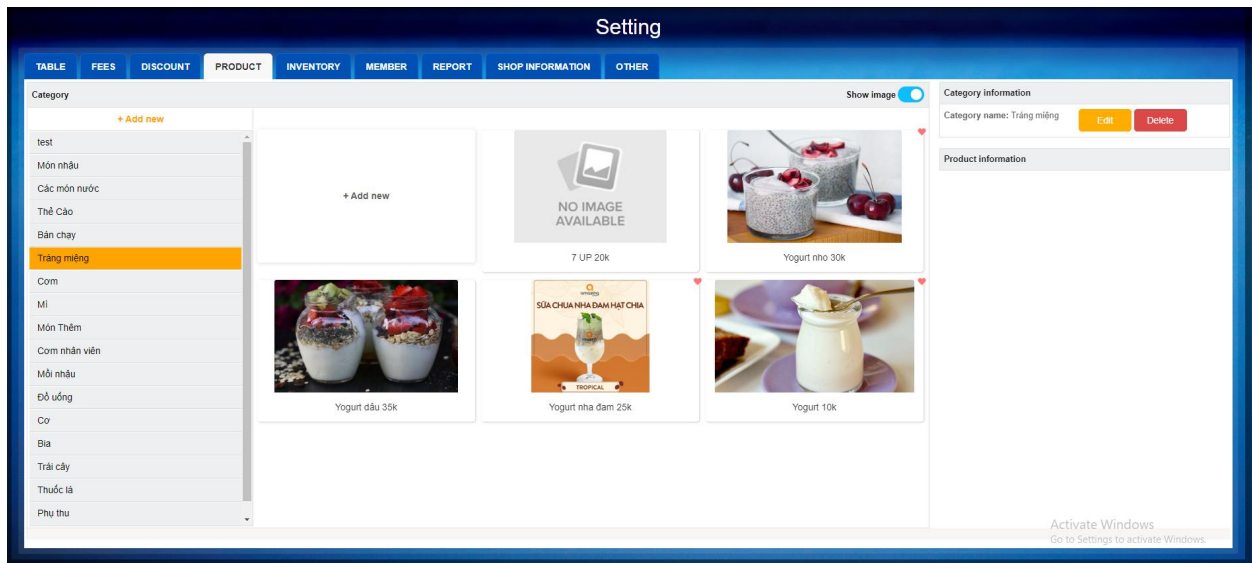 Setting
TABLE FEES DISCOUNT PRODUCT INVENTORY MEMBER REPORT SHOP INFORMATION OTHER
Category
Show image
+ Add new
test
Món nhậu
Các món nước
Thẻ Cào
Bán chạy
Tráng miệng
Cơm
Mì
Món Thêm
Cơm nhân viên
Mồi nhậu
Đồ uống
Cơ
Bia
Trái cây
Thuốc lá
Phụ thu
+ Add new
NO IMAGE
AVAILABLE
7 UP 20k
Yogurt nho 30k
Yogurt dâu 35k
amazing
SỮA CHUA NHA ĐAM HẠT CHIA
TROPICAL
Yogurt nha đam 25k
Yogurt 10k
Category information
Category name: Tráng miệng
Edit
Delete
Product information
Activate Windows
Go to Settings to activate Windows.